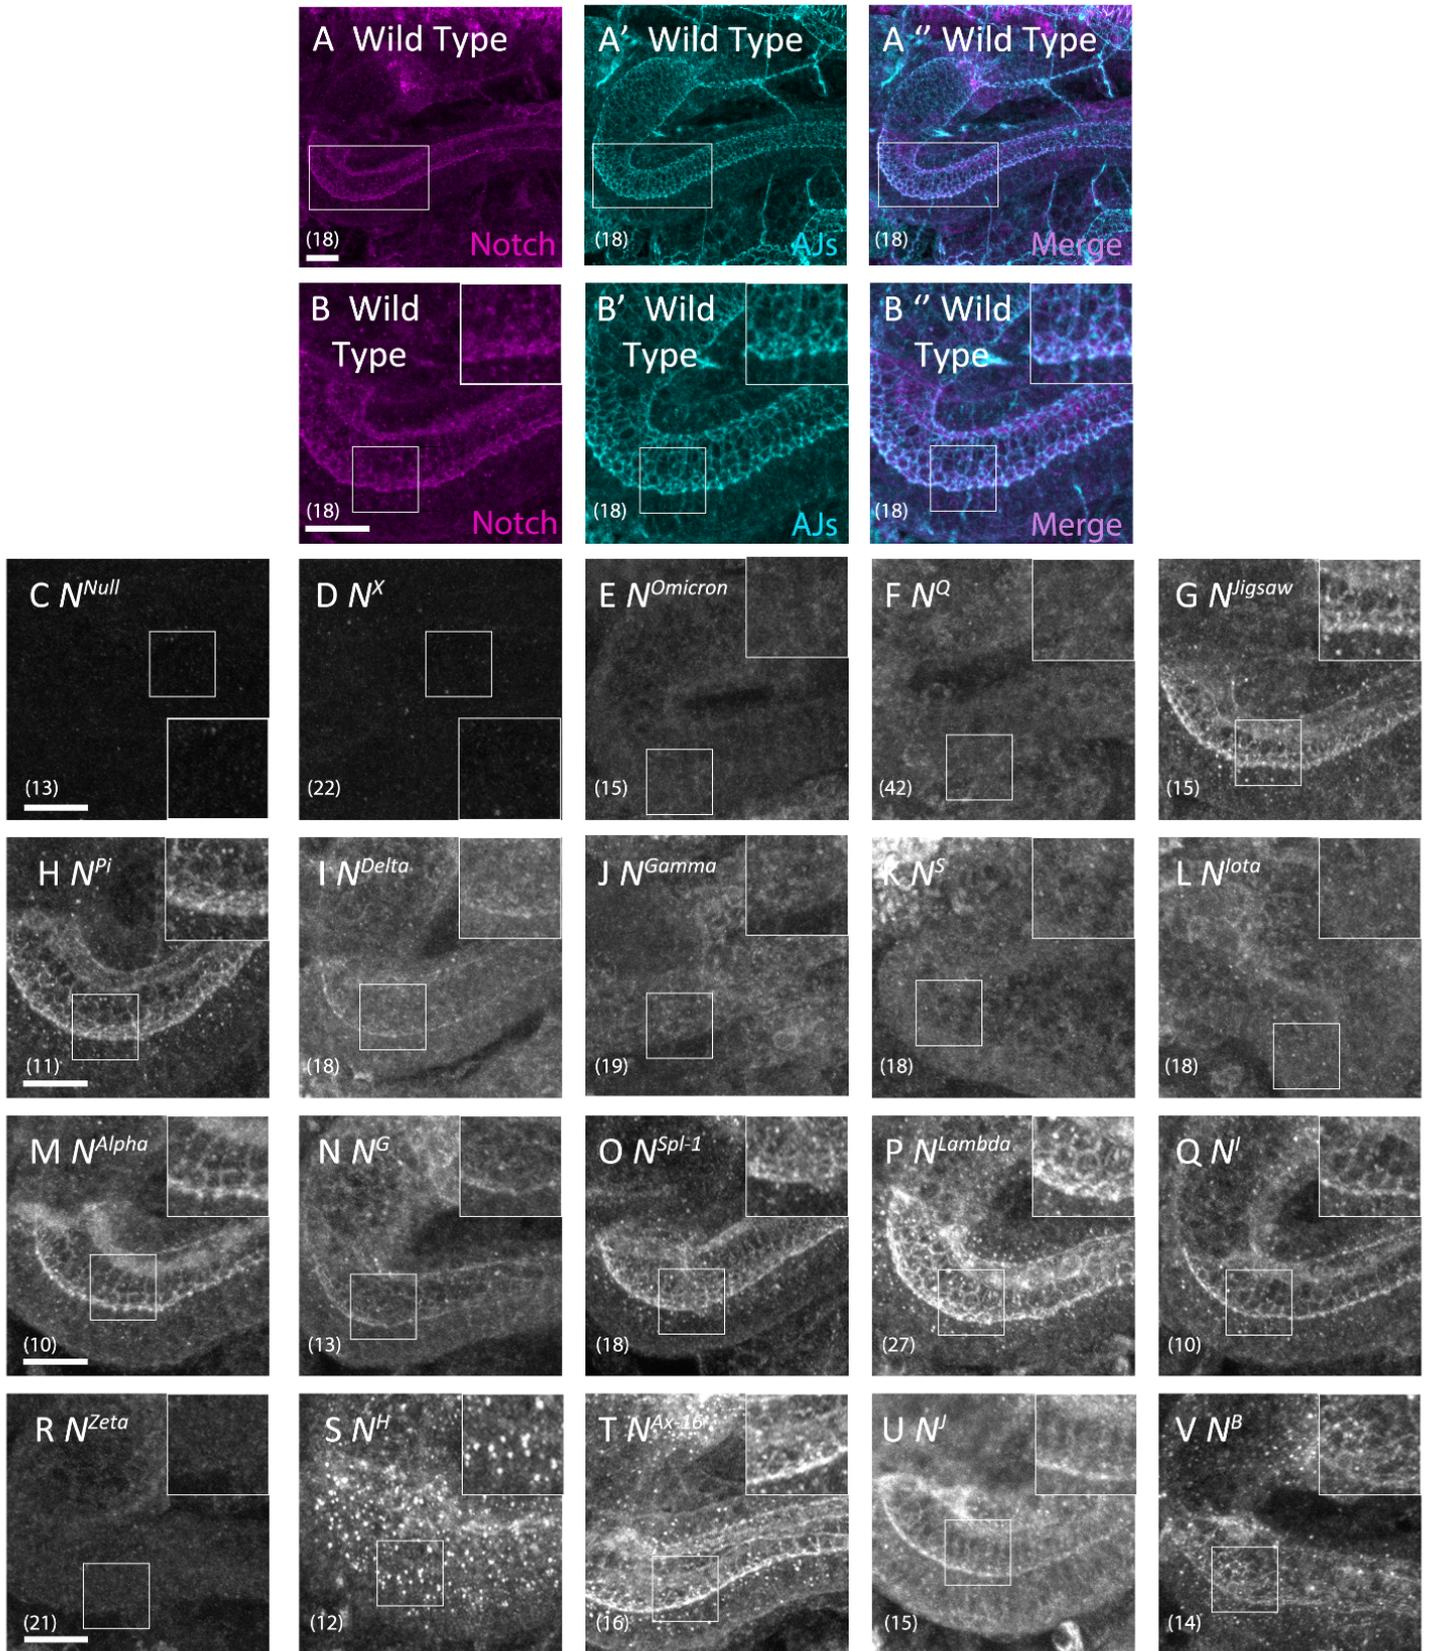 A Wild Type
(18)
Notch
A’ Wild Type
(18)
AJs
A ‘’ Wild Type
(18)
Merge
B Wild
Type
(18)
Notch
B’ Wild
Type
(18)
AJs
B ‘’ Wild
Type
(18)
Merge
C N^Null
(13)
D N^X
(22)
E N^Omicron
(15)
F N^Q
(42)
G N^Jigsaw
(15)
H N^Pi
(11)
I N^Delta
(18)
J N^Gamma
(19)
K N^S
(18)
L N^Iota
(18)
M N^Alpha
(10)
N N^G
(13)
O N^Spl-1
(18)
P N^Lambda
(27)
Q N^I
(10)
R N^Zeta
(21)
S N^H
(12)
T N^Ax-16
(16)
U N^J
(15)
V N^B
(14)